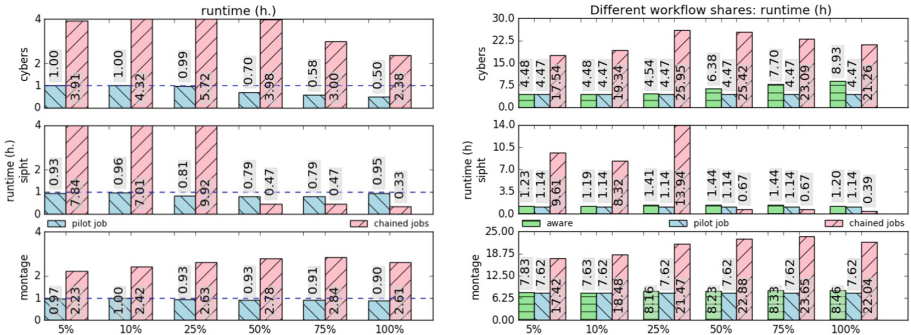 runtime (h.)
4
2
1
0
cybers
1.00 3.91 1.00 4.32 0.99 5.72 0.70 3.98 0.58 3.00 0.50 2.38
4
2
1
0
runtime (h.)
sipht
0.93 7.84 0.96 7.01 0.81 9.92 0.79 0.47 0.79 0.47 0.95 0.33
pilot job chained jobs
4
2
1
0
montage
0.97 2.23 1.00 2.42 0.93 2.63 0.93 2.78 0.91 2.84 0.90 2.61
5% 10% 25% 50% 75% 100%
Different workflow shares: runtime (h)
30.0
22.5
15.0
7.5
0.0
cybers
4.48 4.47 17.54 4.48 4.47 19.34 4.54 4.47 25.95 6.38 4.47 25.42 7.70 4.47 23.09 8.93 4.47 21.26
14.0
10.5
7.0
3.5
0.0
runtime (h)
sipht
1.23 1.14 9.61 1.19 1.14 8.32 1.41 1.14 13.94 1.44 1.14 0.67 1.44 1.14 0.67 1.20 1.14 0.39
aware pilot job chained jobs
25.00
18.75
12.50
6.25
0.00
montage
7.83 7.62 17.42 7.63 7.62 18.48 8.16 7.62 21.47 8.23 7.62 22.88 8.33 7.62 23.65 8.46 7.62 22.04
5% 10% 25% 50% 75% 100%